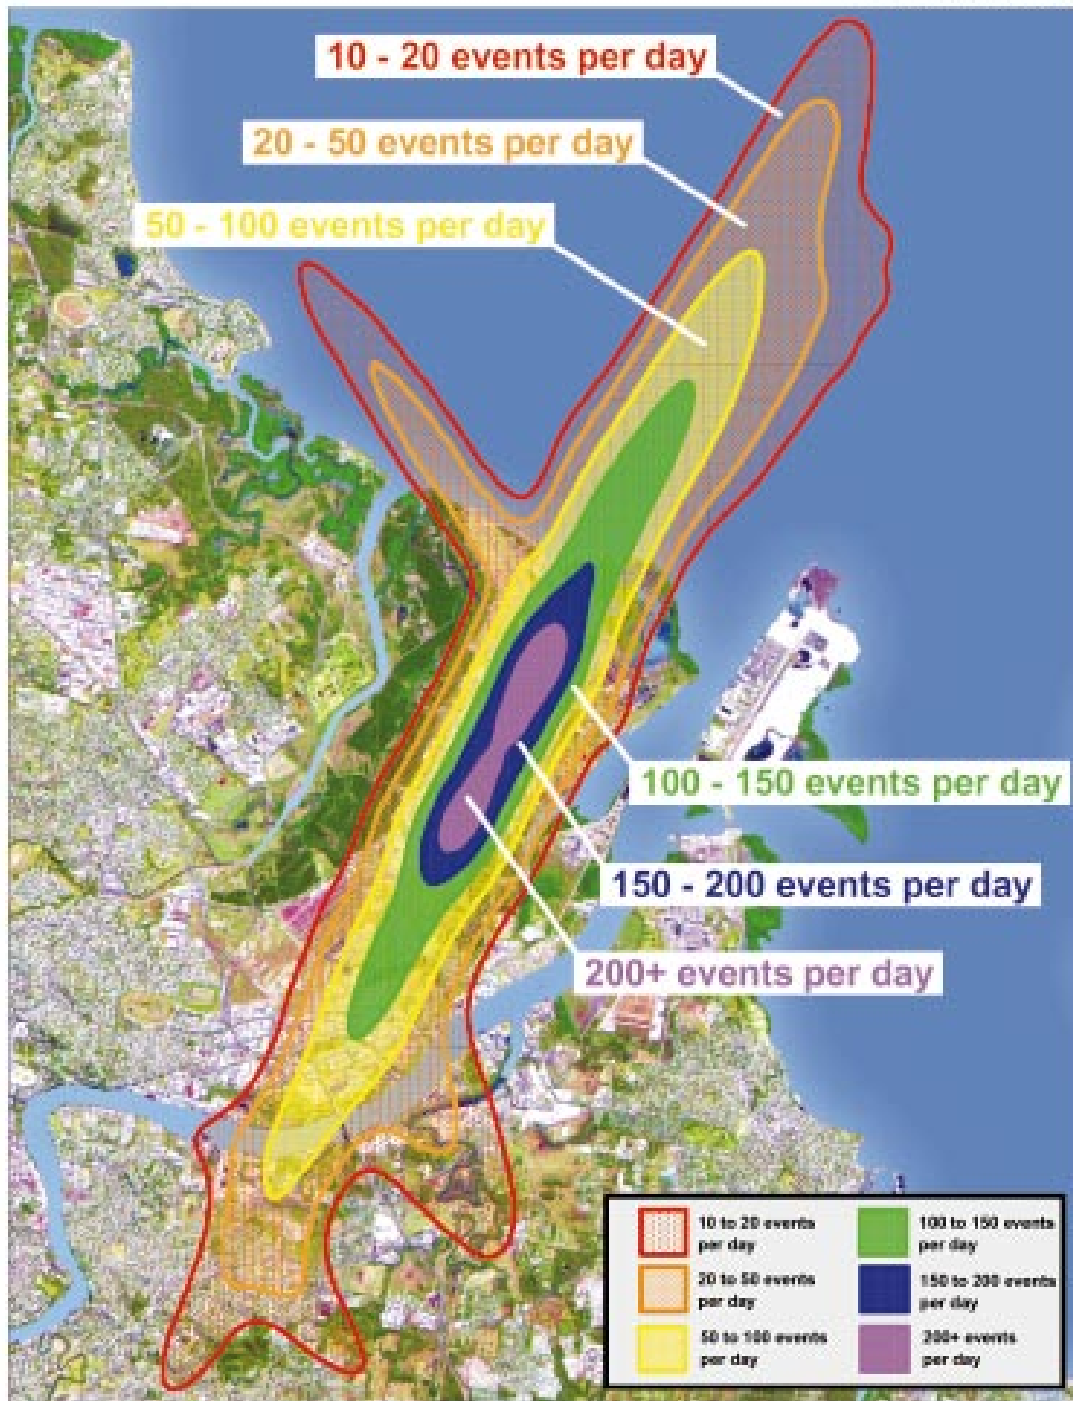 10 - 20 events per day
20 - 50 events per day
50 - 100 events per day
100 - 150 events per day
150 - 200 events per day
200+ events per day
10 to 20 events
per day
20 to 50 events
per day
50 to 100 events
per day
100 to 150 events
per day
150 to 200 events
per day
200+ events
per day